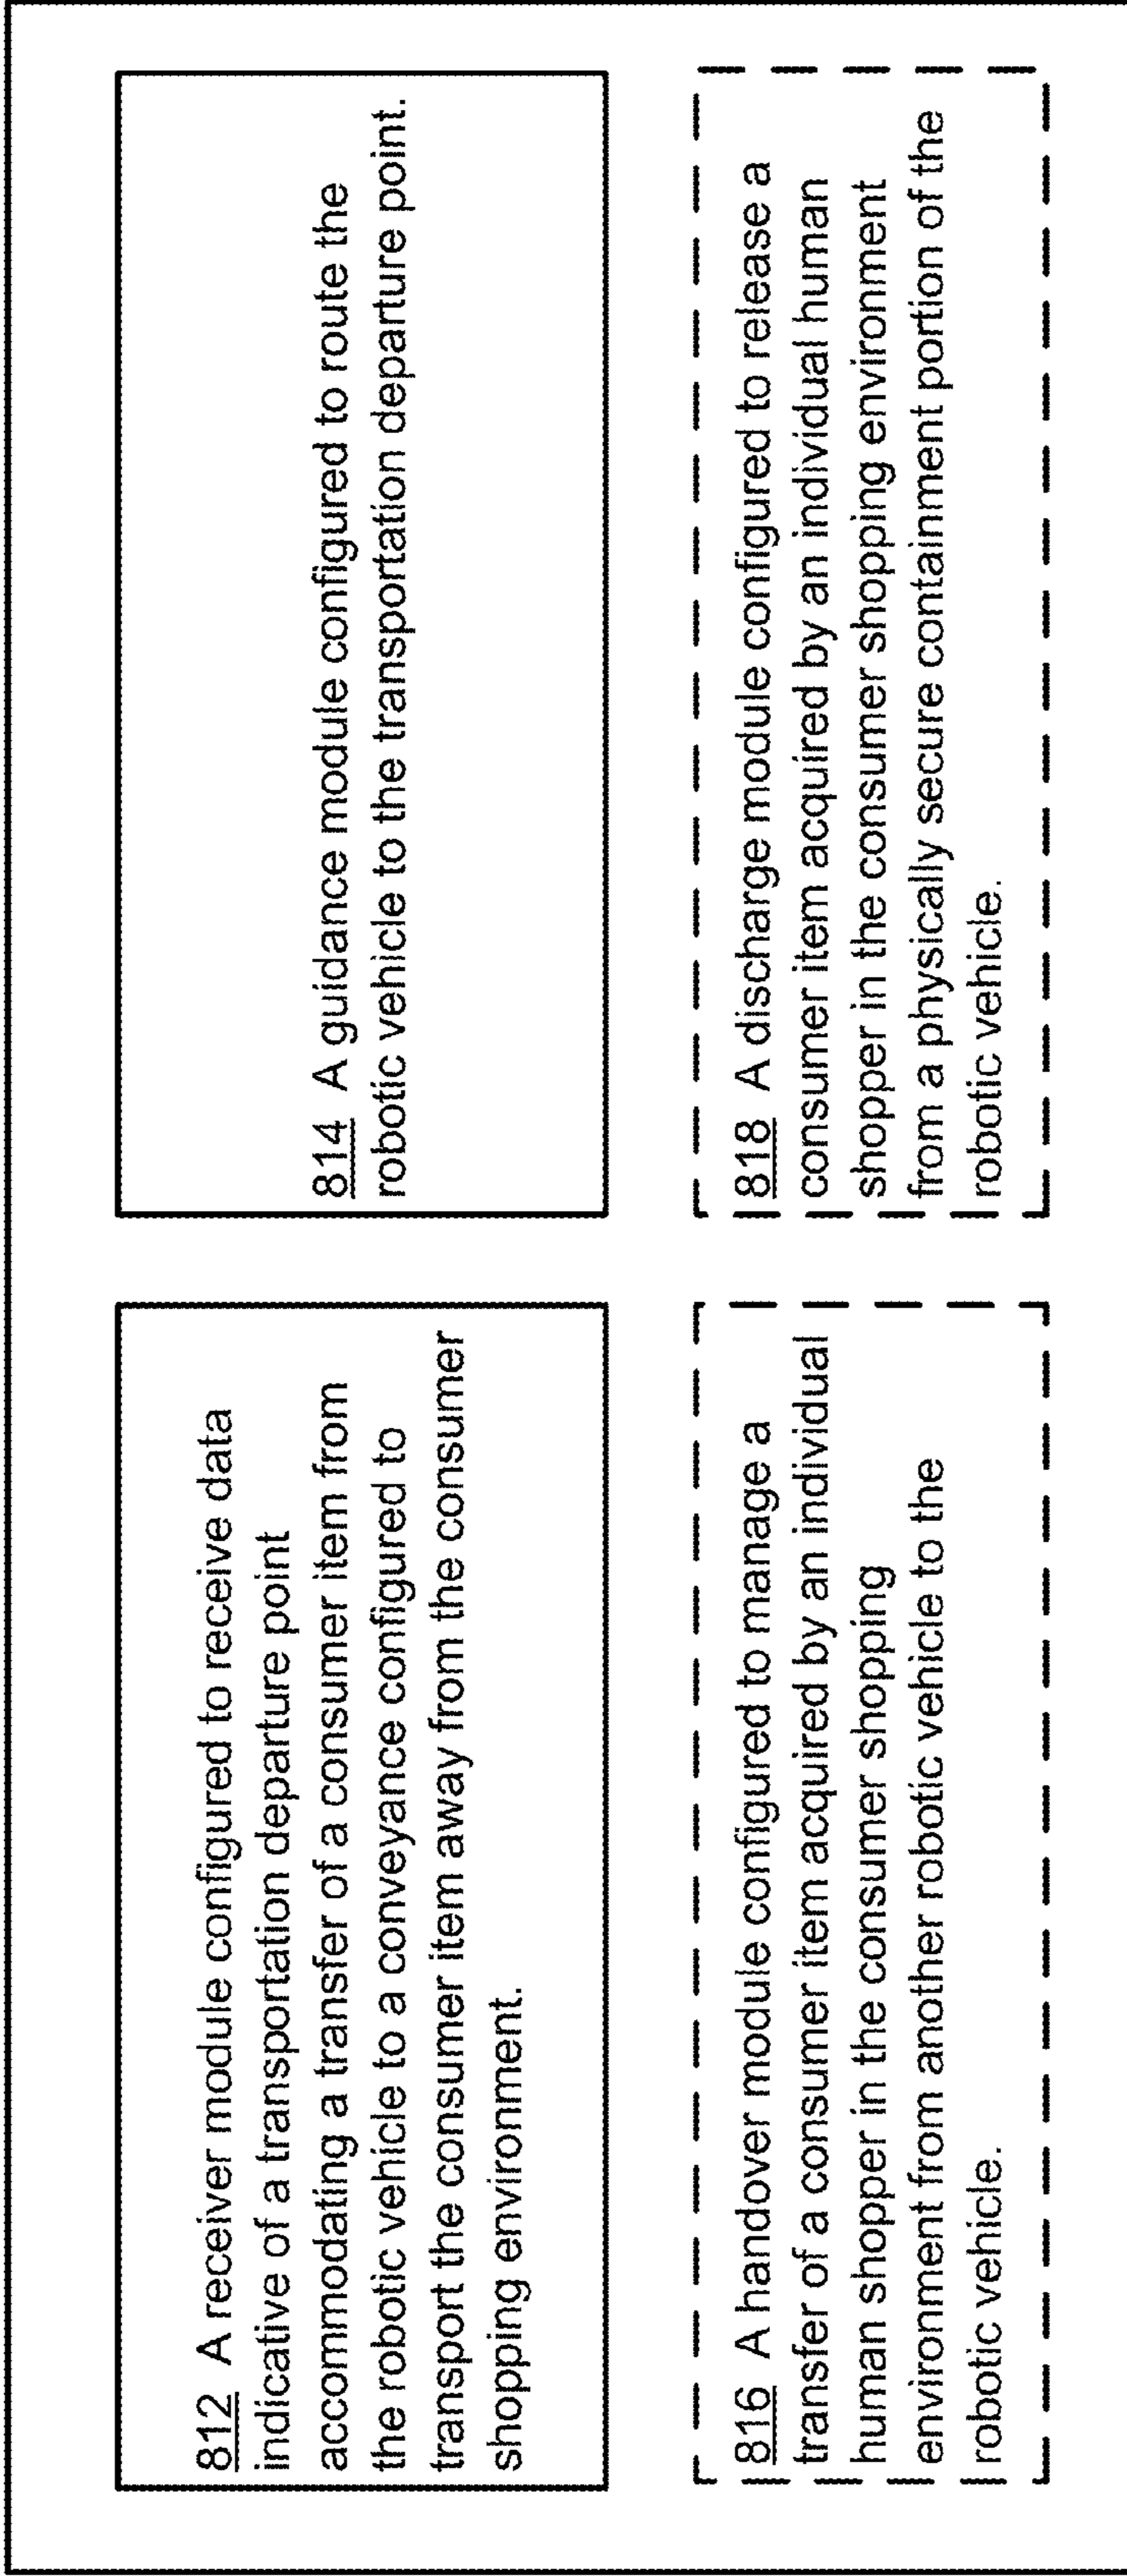 812 A receiver module configured to receive data
indicative of a transportation departure point
accommodating a transfer of a consumer item from
the robotic vehicle to a conveyance configured to
transport the consumer item away from the consumer
shopping environment.
814 A guidance module configured to route the
robotic vehicle to the transportation departure point.
816 A handover module configured to manage a
transfer of a consumer item acquired by an individual
human shopper in the consumer shopping
environment from another robotic vehicle to the
robotic vehicle.
818 A discharge module configured to release a
consumer item acquired by an individual human
shopper in the consumer shopping environment
from a physically secure containment portion of the
robotic vehicle.